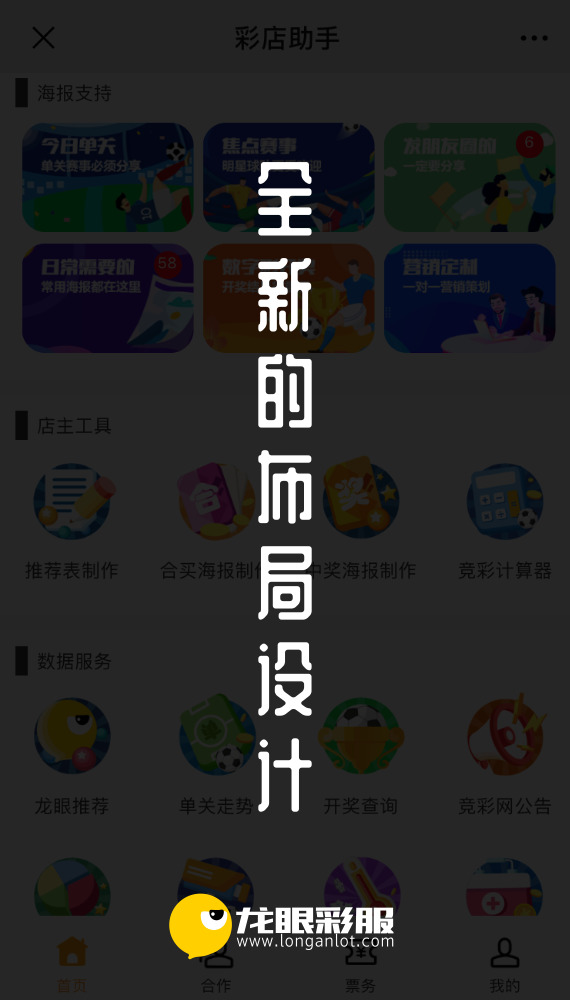 彩店助手
海报支持
今日单关
单关赛事必须分享
焦点赛事
发朋友圈的
一定要分享
6
日常需要的
常用海报都在这里
58
营销定制
一对一营销策划
店主工具
推荐表制作
合买海报制作
中奖海报制作
竞彩计算器
数据服务
龙眼推荐
单关走势
开奖查询
竞彩网公告
全新的布局设计
龙眼彩服
www.longanlot.com
首页
合作
票务
我的